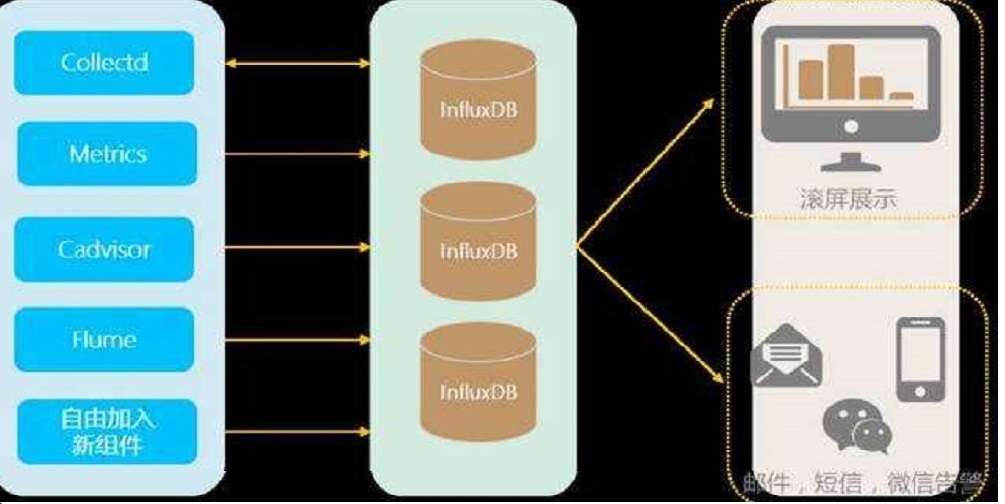 Collectd
Metrics
Cadvisor
Flume
自由加入
新组件
InfluxDB
InfluxDB
InfluxDB
滚屏展示
邮件，短信，微信告警